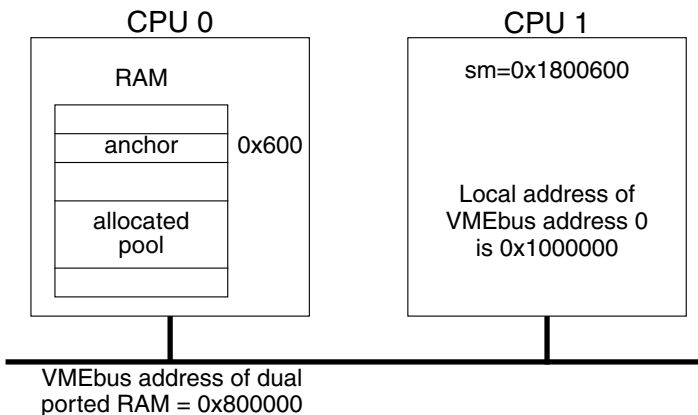 CPU 0
CPU 1
RAM
anchor
0x600
allocated
pool
sm=0x1800600
Local address of
VMEbus address 0
is 0x1000000
VMEbus address of dual
ported RAM = 0x800000